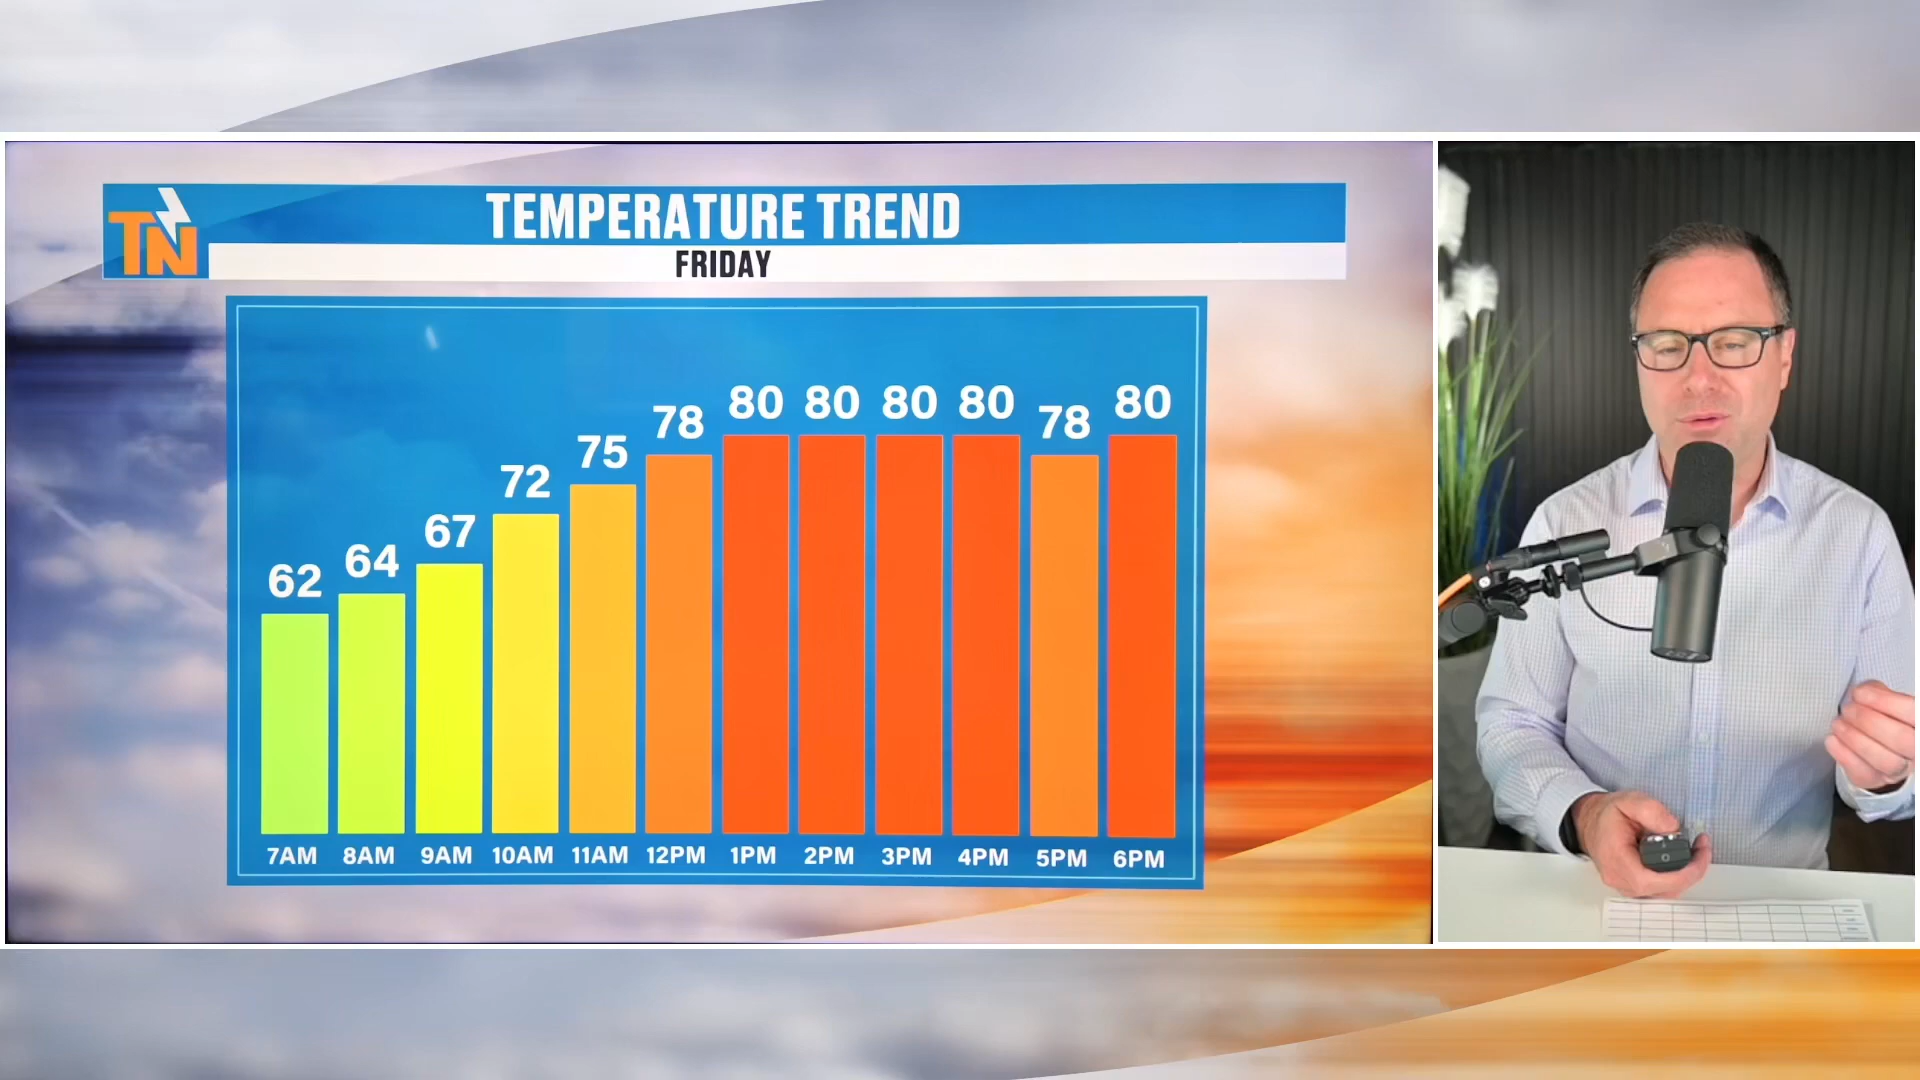 TN
TEMPERATURE TREND
FRIDAY
62 64 67 72 75 78 80 80 80 80 78 80
7AM 8AM 9AM 10AM 11AM 12PM 1PM 2PM 3PM 4PM 5PM 6PM